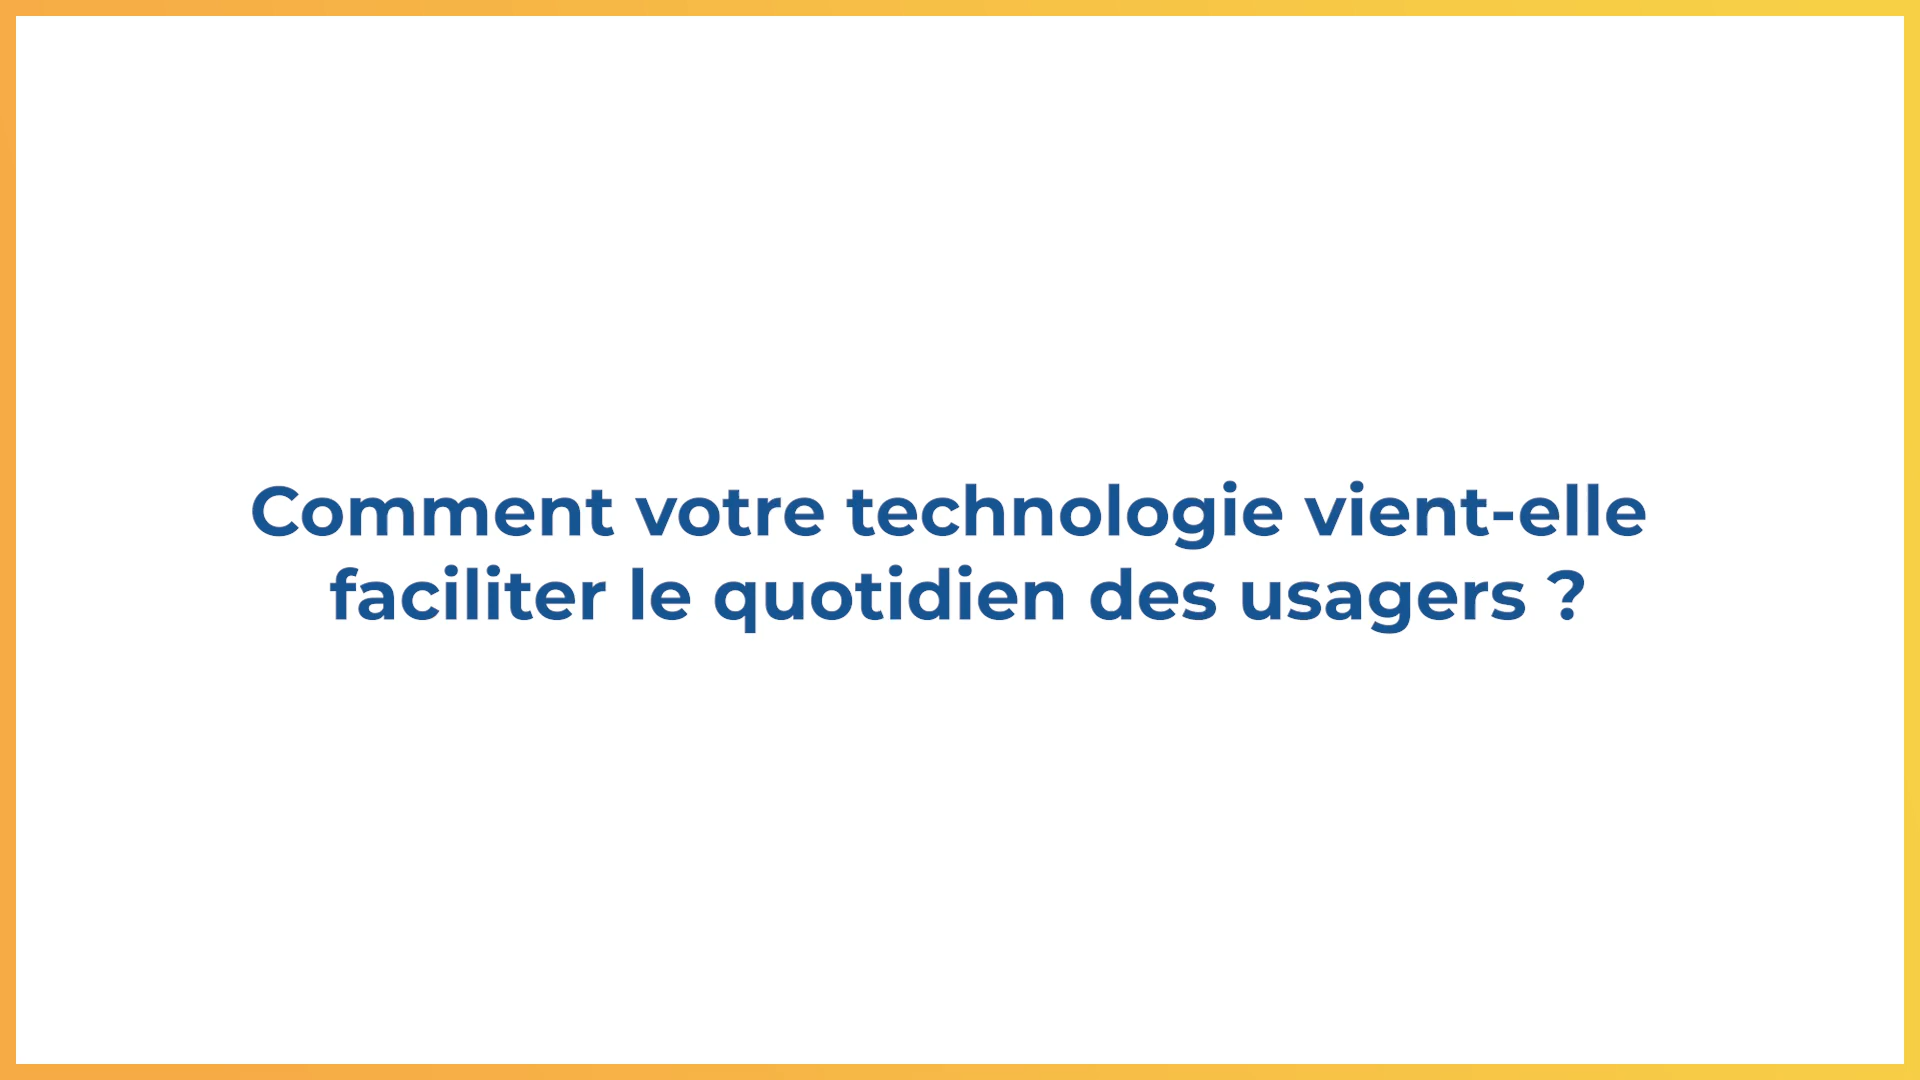 Comment votre technologie vient-elle
faciliter le quotidien des usagers ?